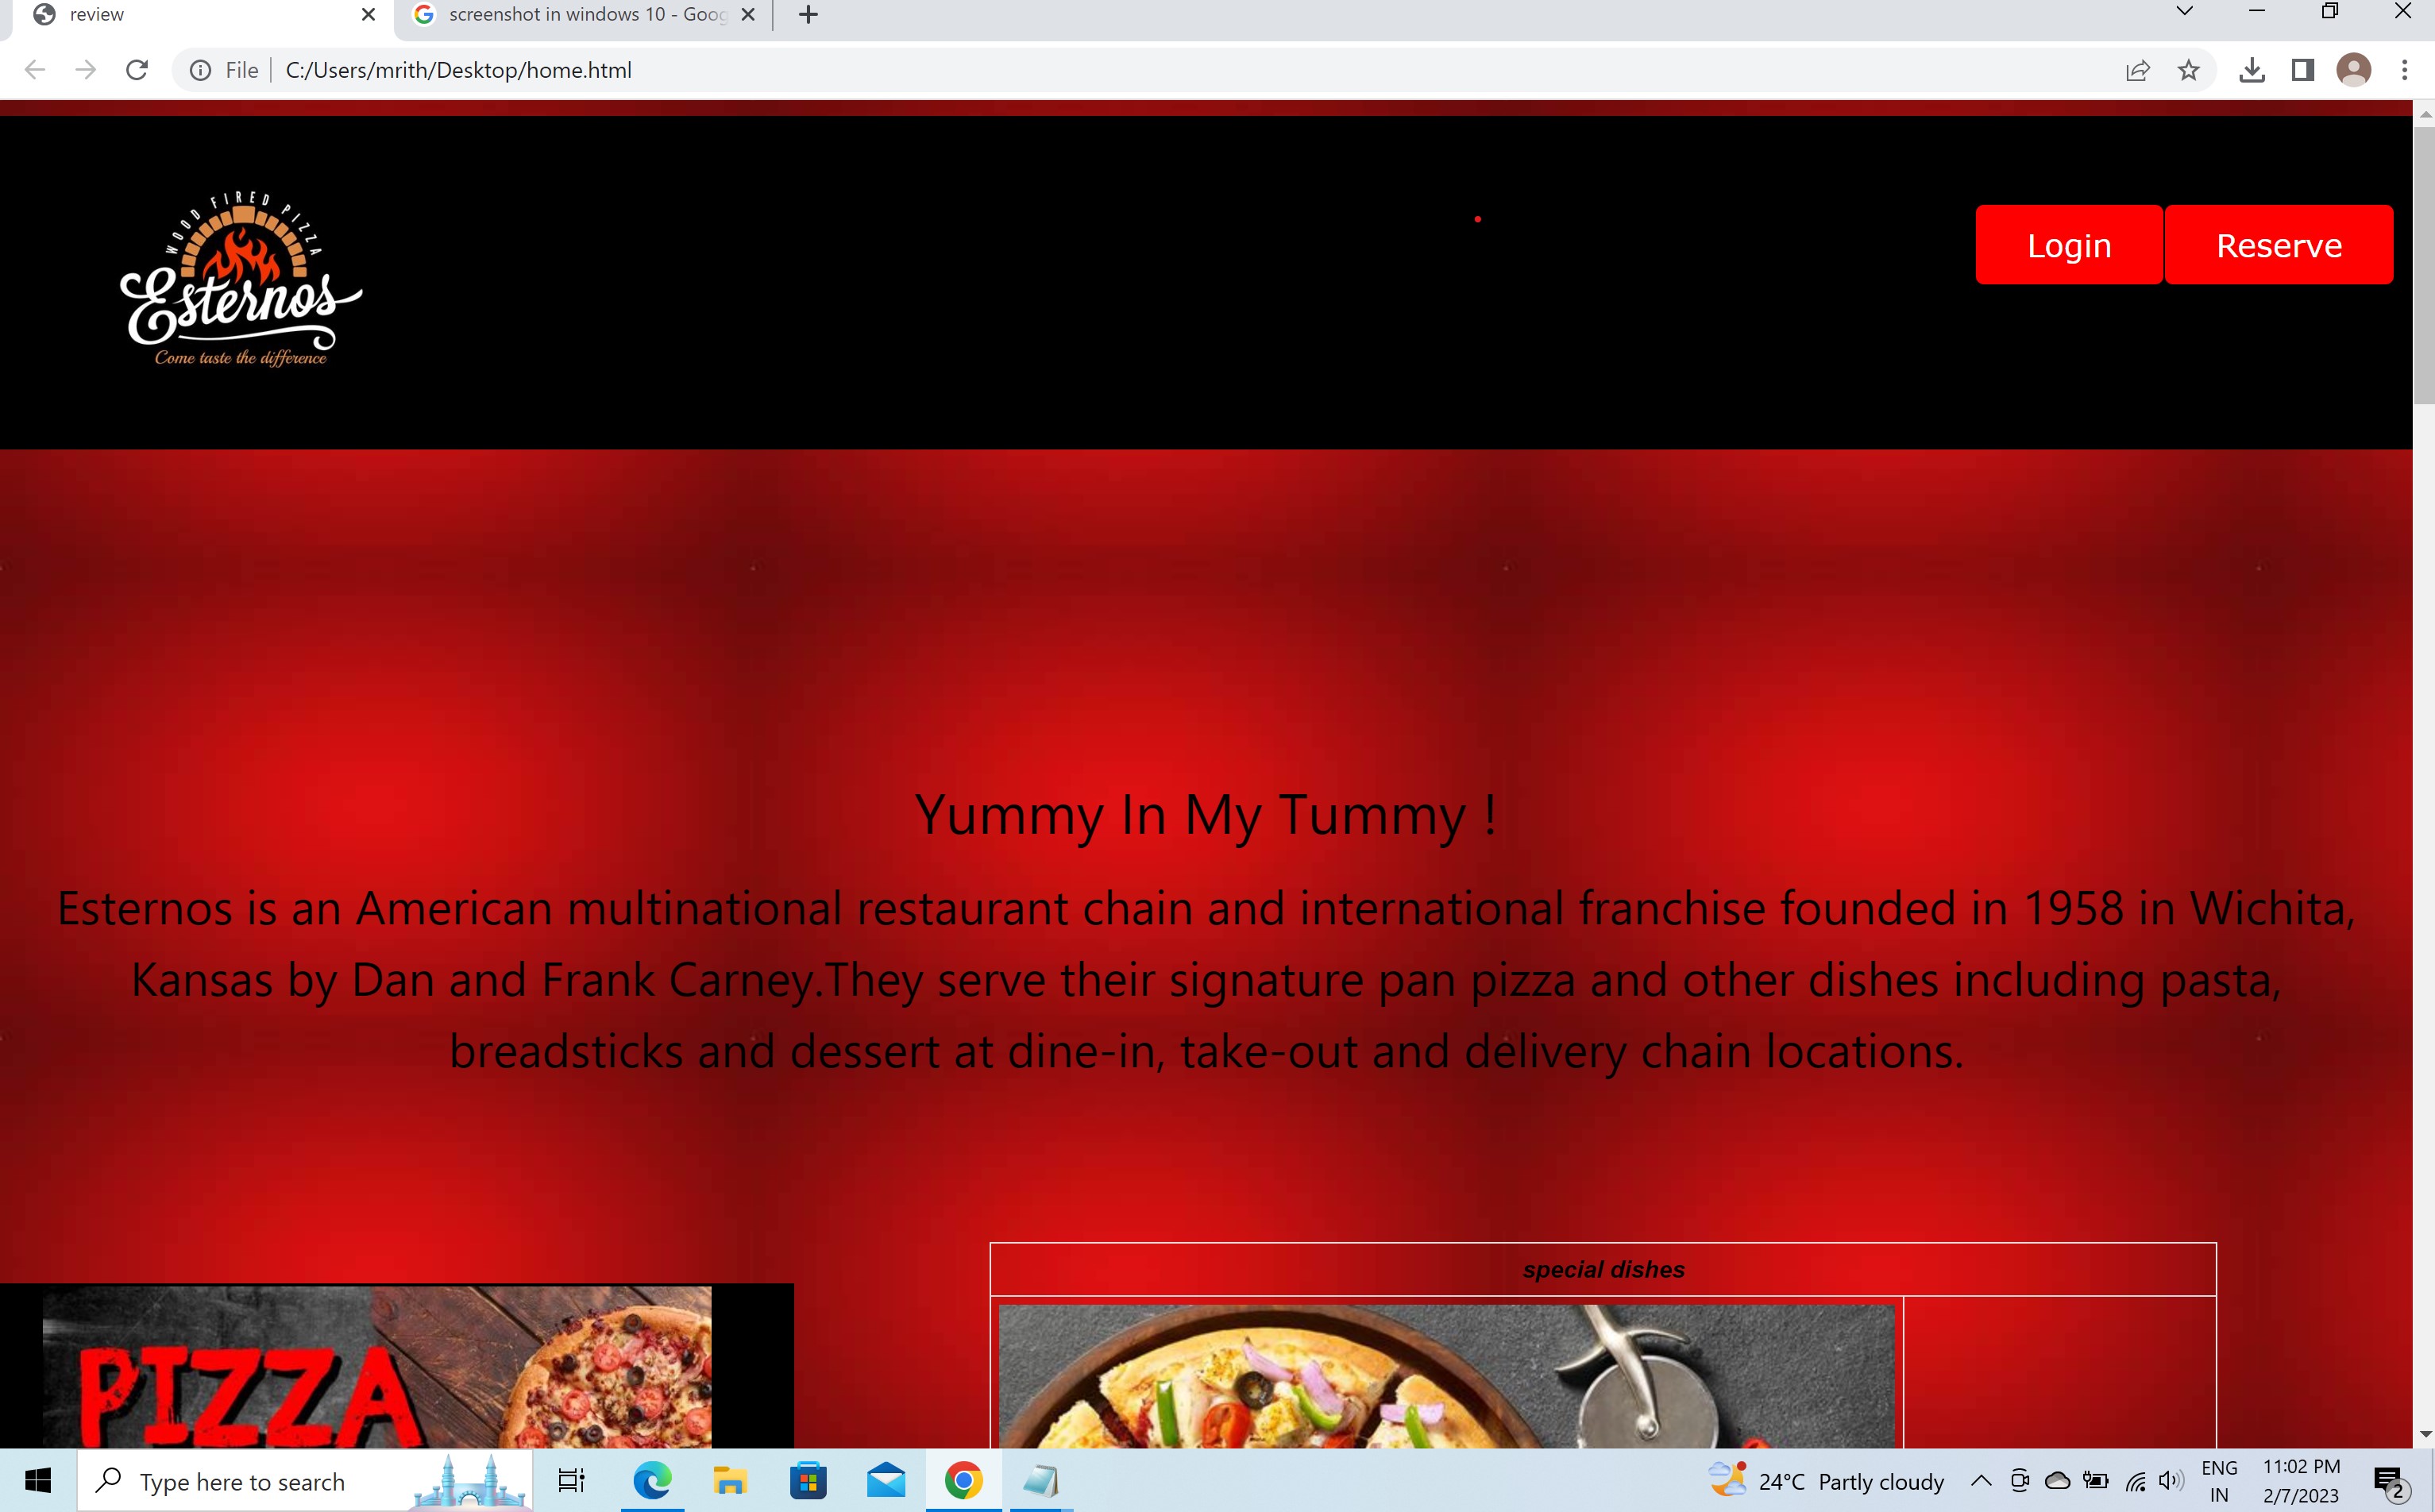 review
screenshot in windows 10 - Goog
File
C:/Users/mrith/Desktop/home.html
WOOD FIRED PIZZA
Esternos
Come taste the difference
Login
Reserve
Yummy In My Tummy !
Esternos is an American multinational restaurant chain and international franchise founded in 1958 in Wichita,
Kansas by Dan and Frank Carney.They serve their signature pan pizza and other dishes including pasta,
breadsticks and dessert at dine-in, take-out and delivery chain locations.
special dishes
PIZZA
Type here to search
24°C Partly cloudy
ENG
IN
11:02 PM
2/7/2023
2